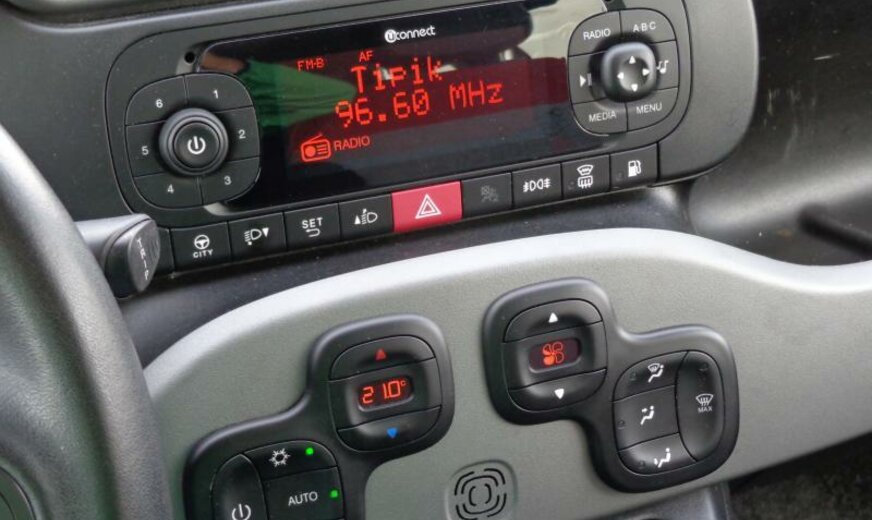 uconnect
FM-B AF
Tipik
96.60 MHz
RADIO
6 1
5 2
4 3
RADIO A·B·C
MEDIA MENU
CITY
SET
TRIP
21.0°C
MAX
AUTO